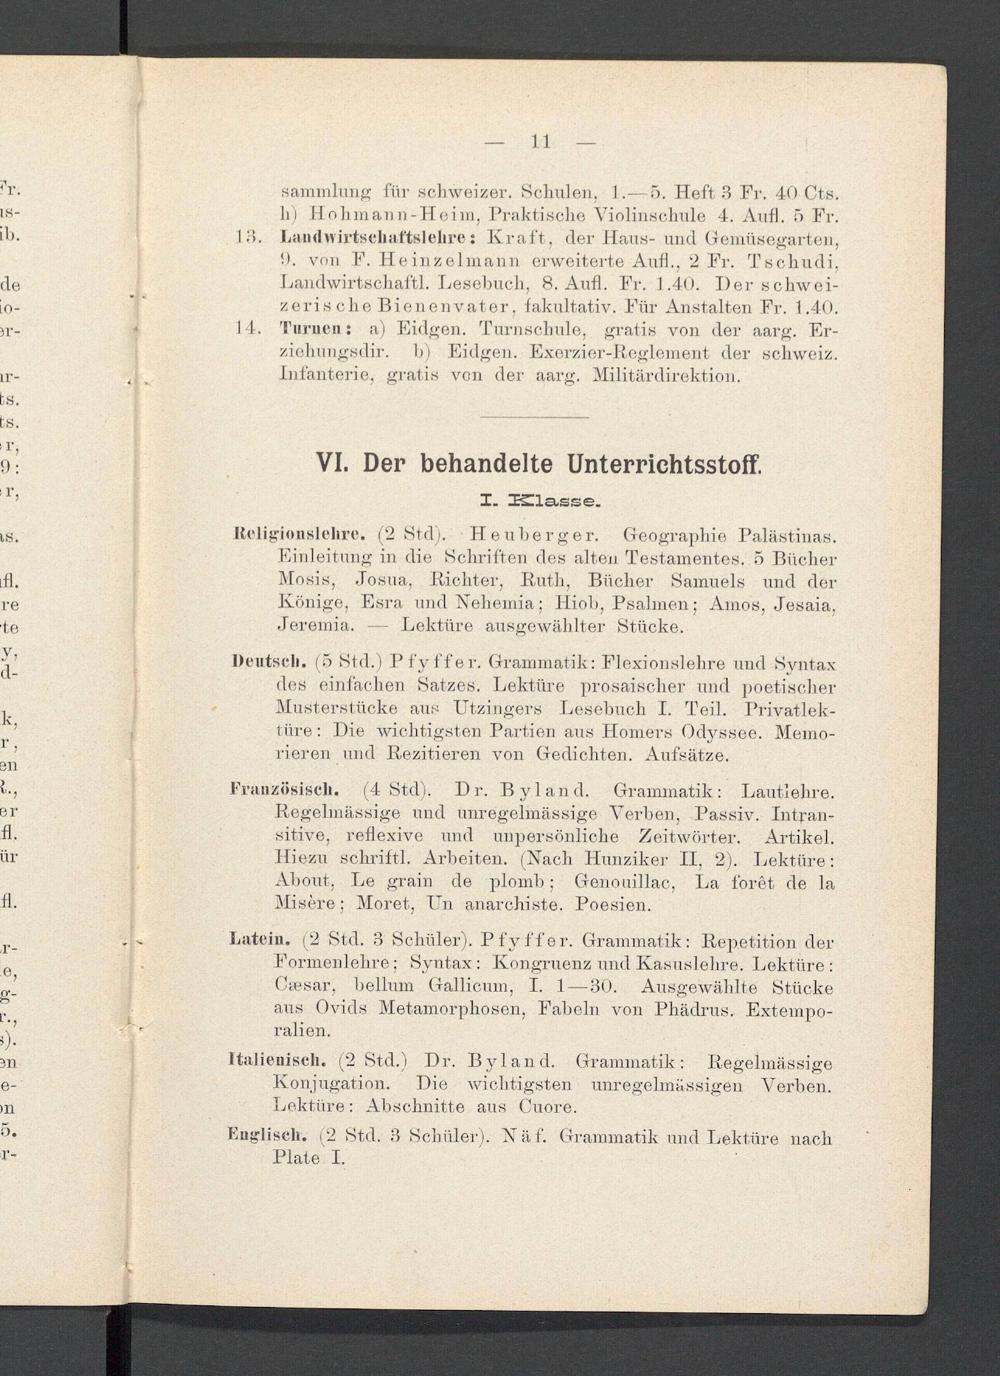 — 11 —
sammlung für schweizer. Schulen, 1.—5. Heft 3 Fr. 40 Cts.
h) Hohmann-Heim, Praktische Violinschule 4. Aufl. 5 Fr.
13. Landwirtschaftslehre: Kraft, der Haus- und Gemüsegarten,
9. von F. Heinzelmann erweiterte Aufl., 2 Fr. Tschudi,
Landwirtschaftl. Lesebuch, 8. Aufl. Fr. 1.40. Der schwei-
zerische Bienenvater, fakultativ. Für Anstalten Fr. 1.40.
14. Turnen: a) Eidgen. Turnschule, gratis von der aarg. Er-
ziehungsdir. b) Eidgen. Exerzier-Reglement der schweiz.
Infanterie, gratis von der aarg. Militärdirektion.
VI. Der behandelte Unterrichtsstoff.
I. Klasse.
Religionslehre. (2 Std). Heuberger. Geographie Palästinas.
Einleitung in die Schriften des alten Testamentes. 5 Bücher
Mosis, Josua, Richter, Ruth, Bücher Samuels und der
Könige, Esra und Nehemia; Hiob, Psalmen; Amos, Jesaia,
Jeremia. — Lektüre ausgewählter Stücke.
Deutsch. (5 Std.) Pfyffer. Grammatik: Flexionslehre und Syntax
des einfachen Satzes. Lektüre prosaischer und poetischer
Musterstücke aus Utzingers Lesebuch I. Teil. Privatlek-
türe: Die wichtigsten Partien aus Homers Odyssee. Memo-
rieren und Rezitieren von Gedichten. Aufsätze.
Französisch. (4 Std). Dr. Byland. Grammatik: Lautlehre.
Regelmässige und unregelmässige Verben, Passiv. Intran-
sitive, reflexive und unpersönliche Zeitwörter. Artikel.
Hiezu schriftl. Arbeiten. (Nach Hunziker II, 2). Lektüre:
About, Le grain de plomb; Genouillac, La forêt de la
Misère; Moret, Un anarchiste. Poesien.
Latein. (2 Std. 3 Schüler). Pfyffer. Grammatik: Repetition der
Formenlehre; Syntax: Kongruenz und Kasuslehre. Lektüre:
Cæsar, bellum Gallicum, I. 1—30. Ausgewählte Stücke
aus Ovids Metamorphosen, Fabeln von Phädrus. Extempo-
ralien.
Italienisch. (2 Std.) Dr. Byland. Grammatik: Regelmässige
Konjugation. Die wichtigsten unregelmässigen Verben.
Lektüre: Abschnitte aus Cuore.
Englisch. (2 Std. 3 Schüler). Näf. Grammatik und Lektüre nach
Plate I.